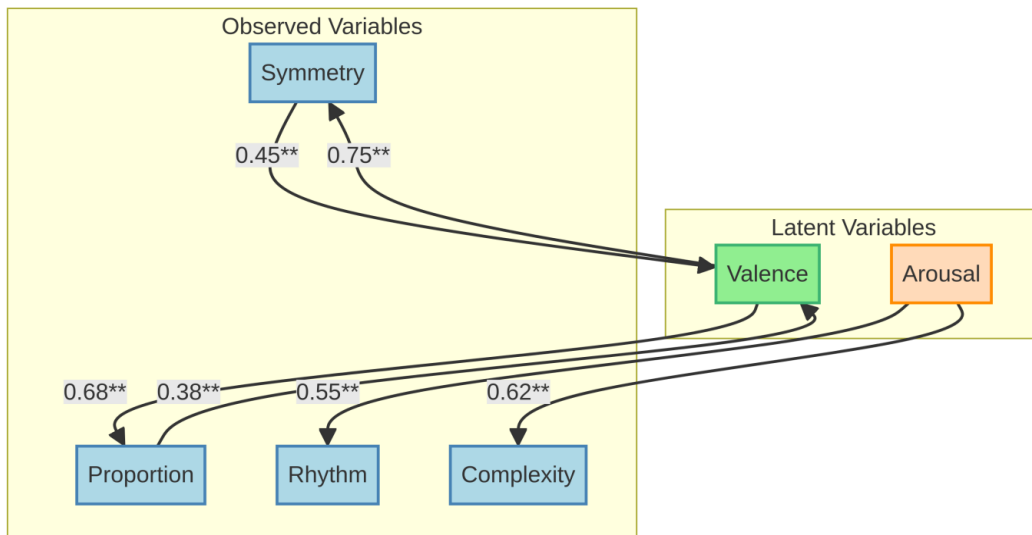 Observed Variables
Symmetry
0.45**
0.75**
Latent Variables
Valence
Arousal
0.68**
0.38**
0.55**
0.62**
Proportion
Rhythm
Complexity